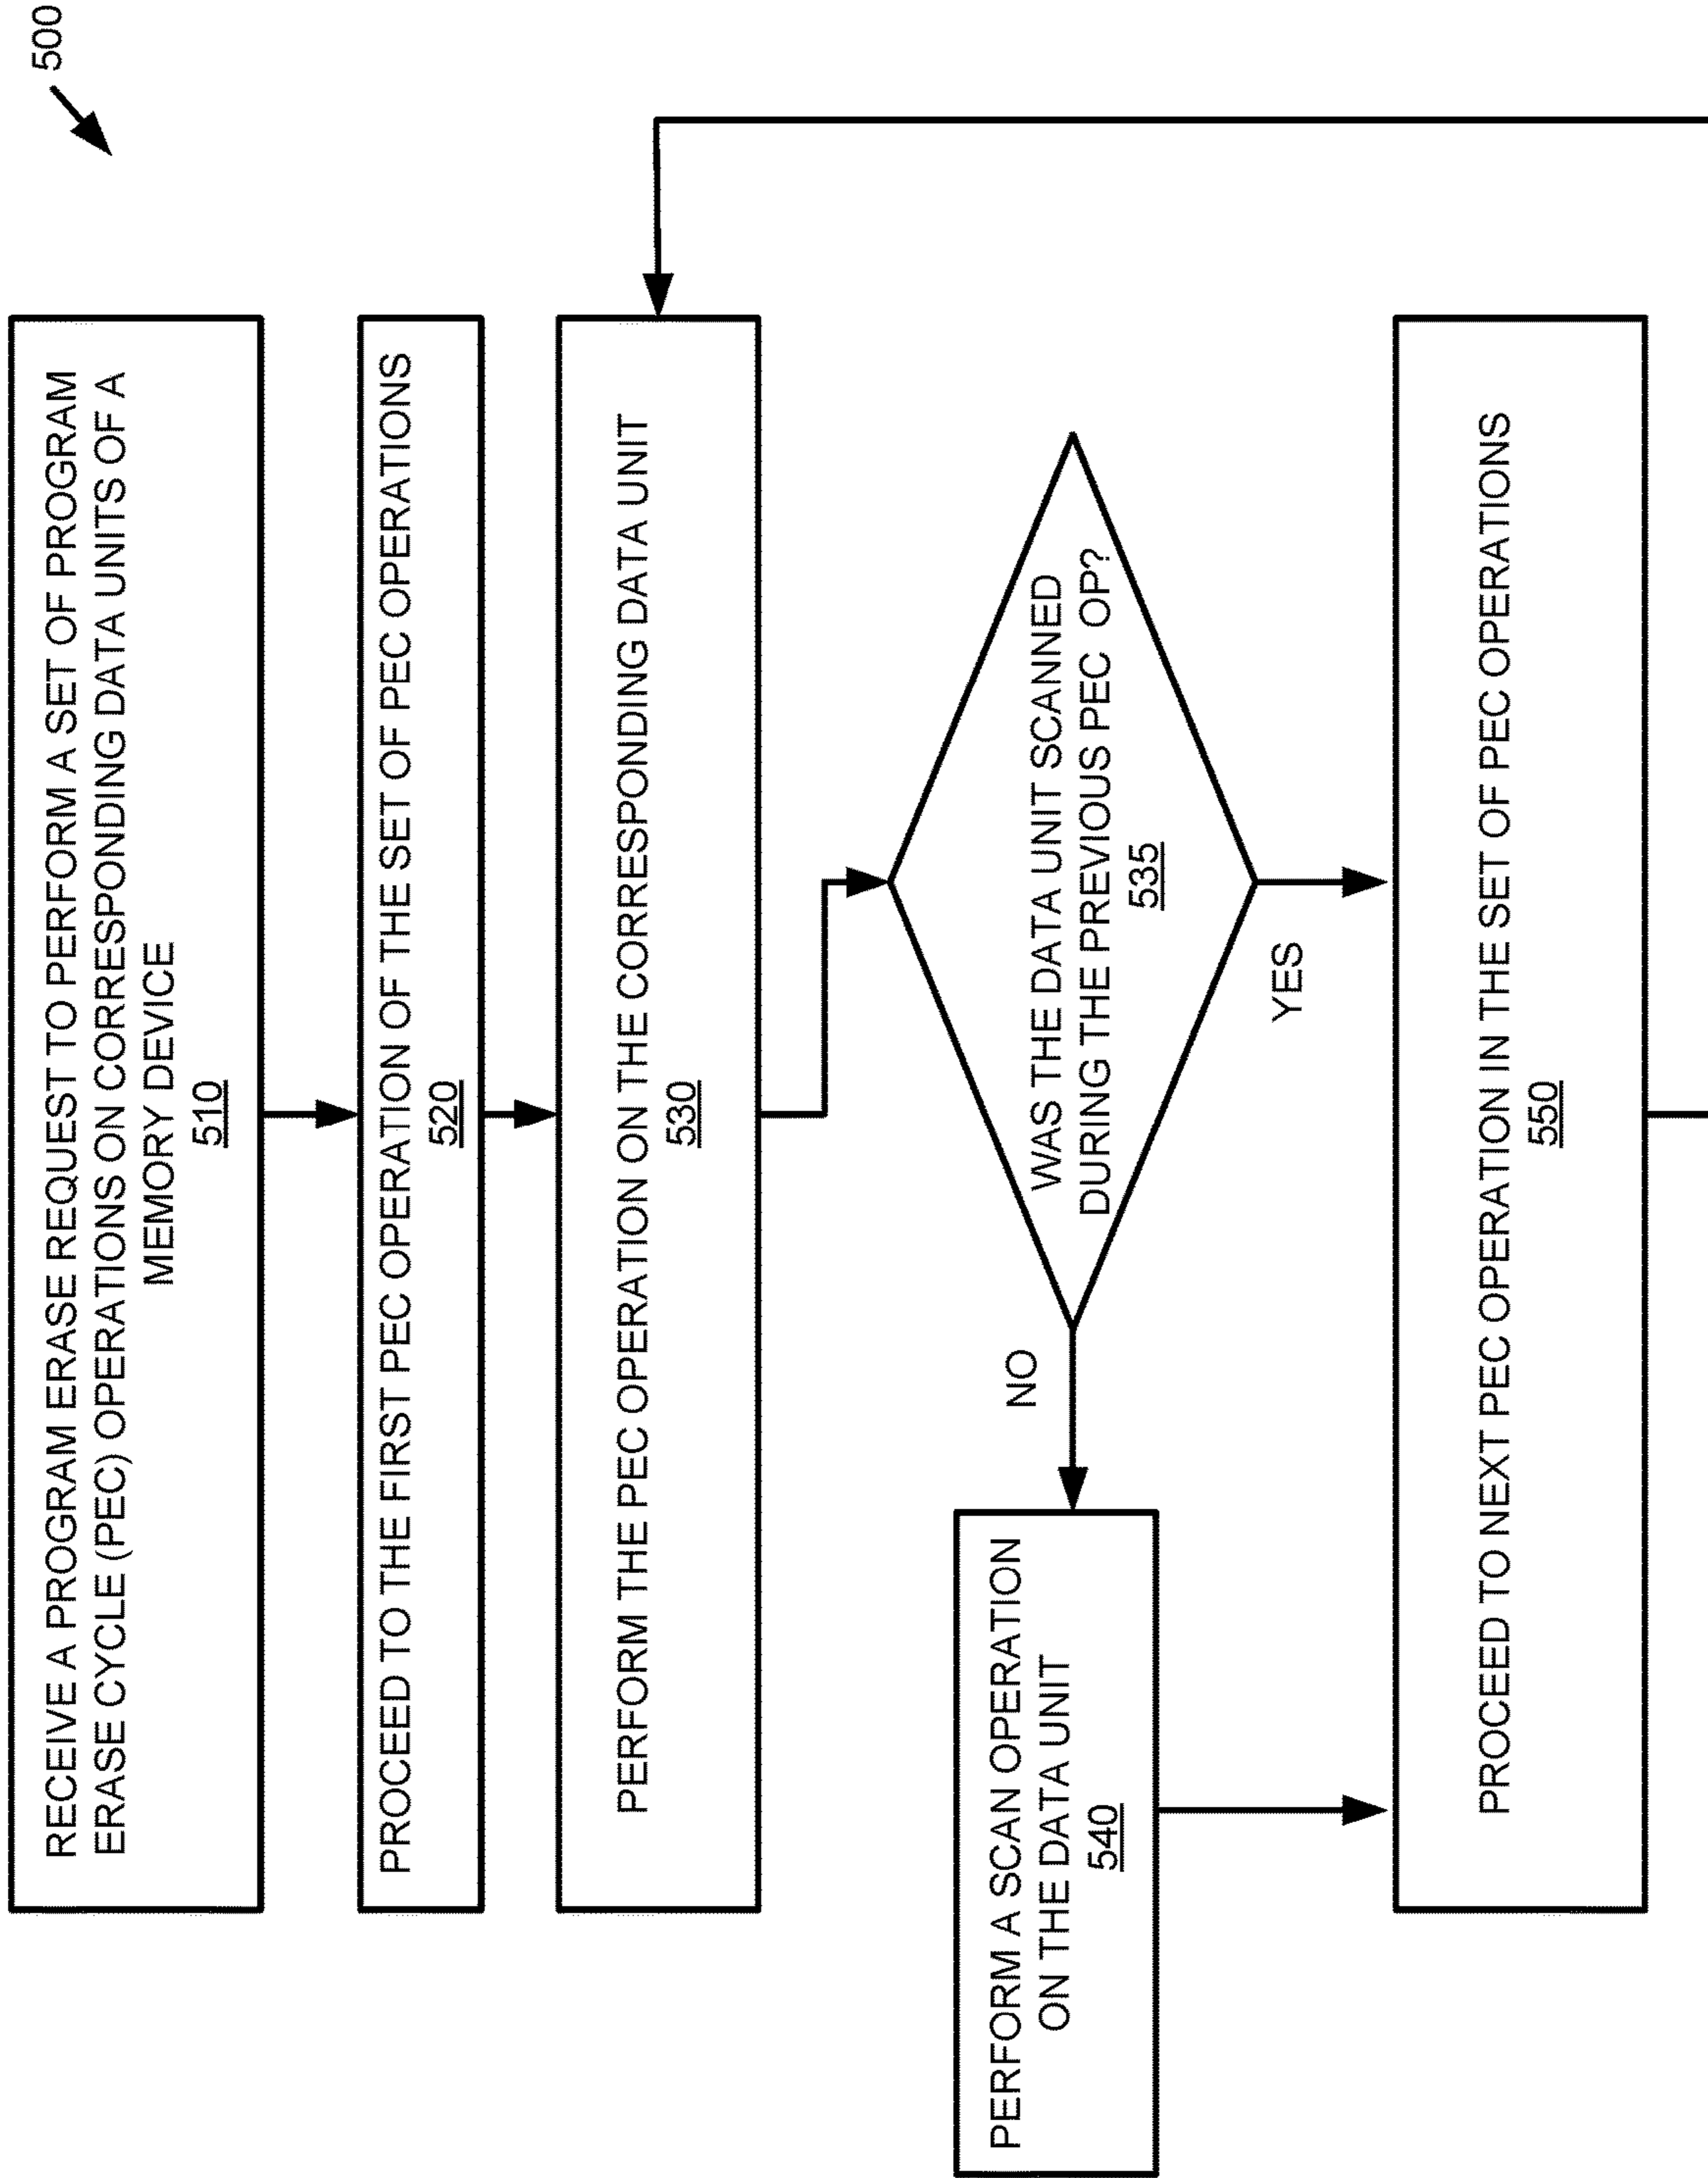 500
RECEIVE A PROGRAM ERASE REQUEST TO PERFORM A SET OF PROGRAM
ERASE CYCLE (PEC) OPERATIONS ON CORRESPONDING DATA UNITS OF A
MEMORY DEVICE
510
PROCEED TO THE FIRST PEC OPERATION OF THE SET OF PEC OPERATIONS
520
PERFORM THE PEC OPERATION ON THE CORRESPONDING DATA UNIT
530
WAS THE DATA UNIT SCANNED
DURING THE PREVIOUS PEC OP?
535
NO
YES
PERFORM A SCAN OPERATION
ON THE DATA UNIT
540
PROCEED TO NEXT PEC OPERATION IN THE SET OF PEC OPERATIONS
550